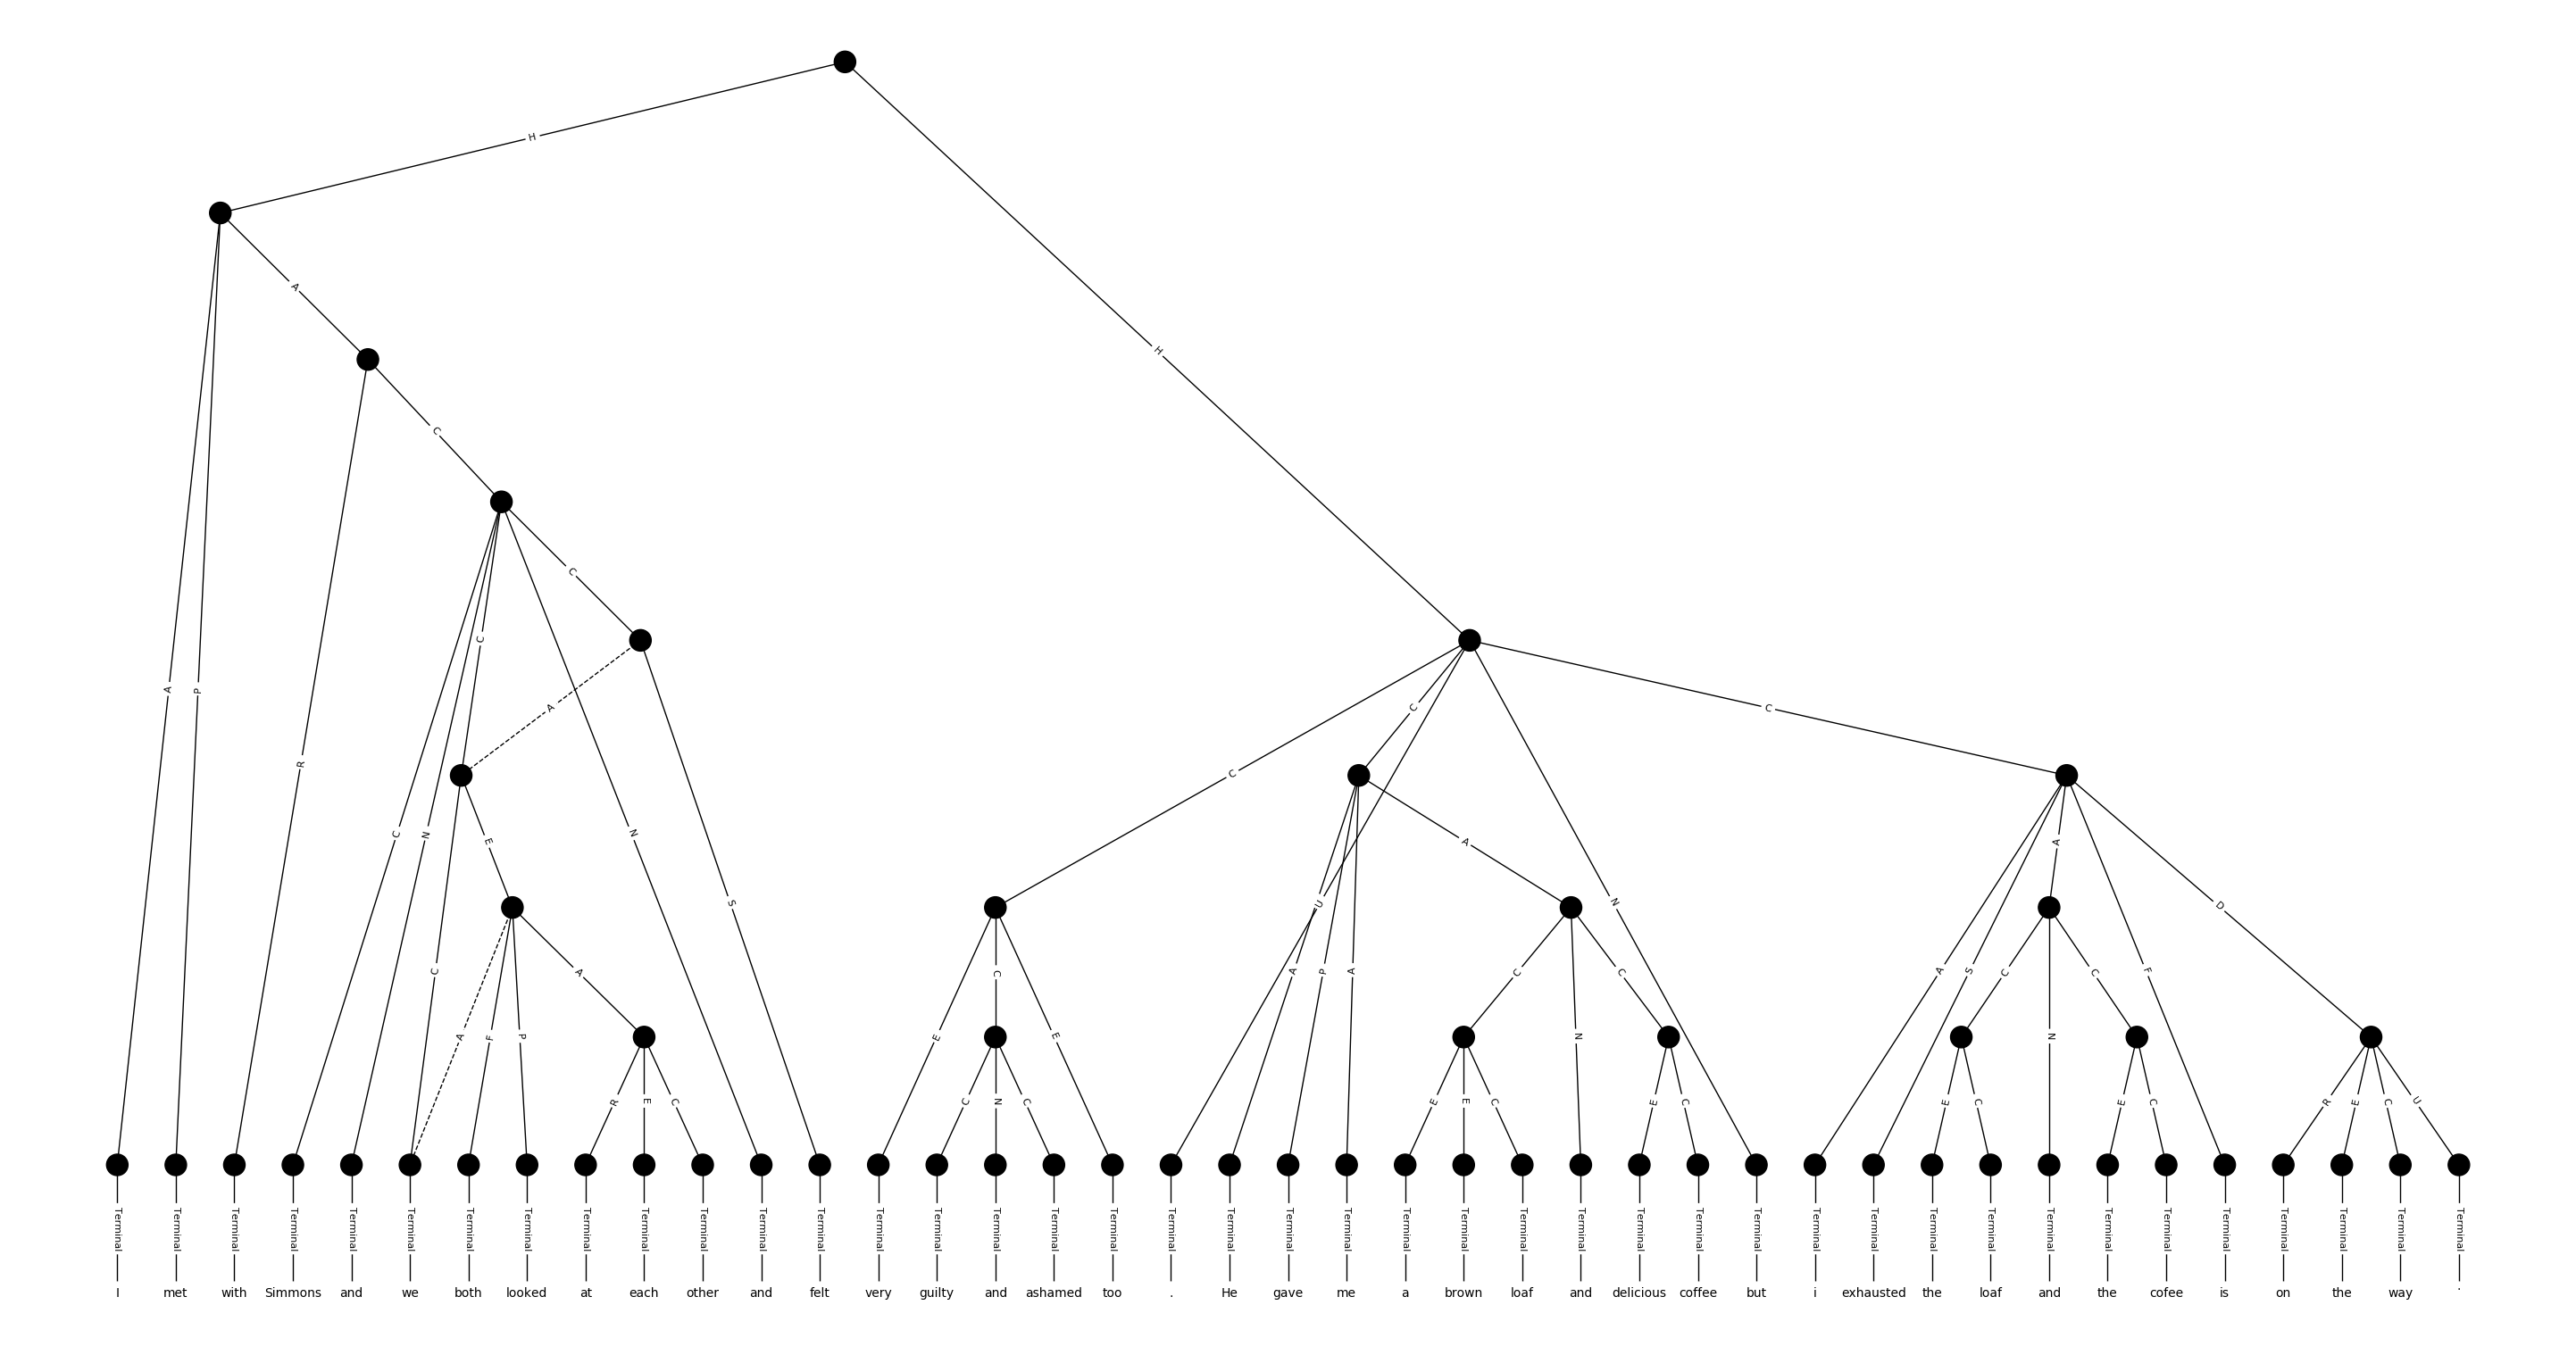 H
H
A
A
P
C
R
C
C
N
C
N
A
S
E
C
A
F
P
A
R
E
C
C
C
U
N
C
E
C
E
C
N
C
A
P
A
A
C
N
C
E
E
C
E
C
A
S
A
F
D
C
N
C
E
C
E
C
R
E
C
U
Terminal Terminal Terminal Terminal Terminal Terminal Terminal Terminal Terminal Terminal Terminal Terminal Terminal Terminal Terminal Terminal Terminal Terminal Terminal Terminal Terminal Terminal Terminal Terminal Terminal Terminal Terminal Terminal Terminal Terminal Terminal Terminal Terminal Terminal Terminal Terminal Terminal Terminal Terminal Terminal Terminal
I met with Simmons and we both looked at each other and felt very guilty and ashamed too . He gave me a brown loaf and delicious coffee but i exhausted the loaf and the cofee is on the way .